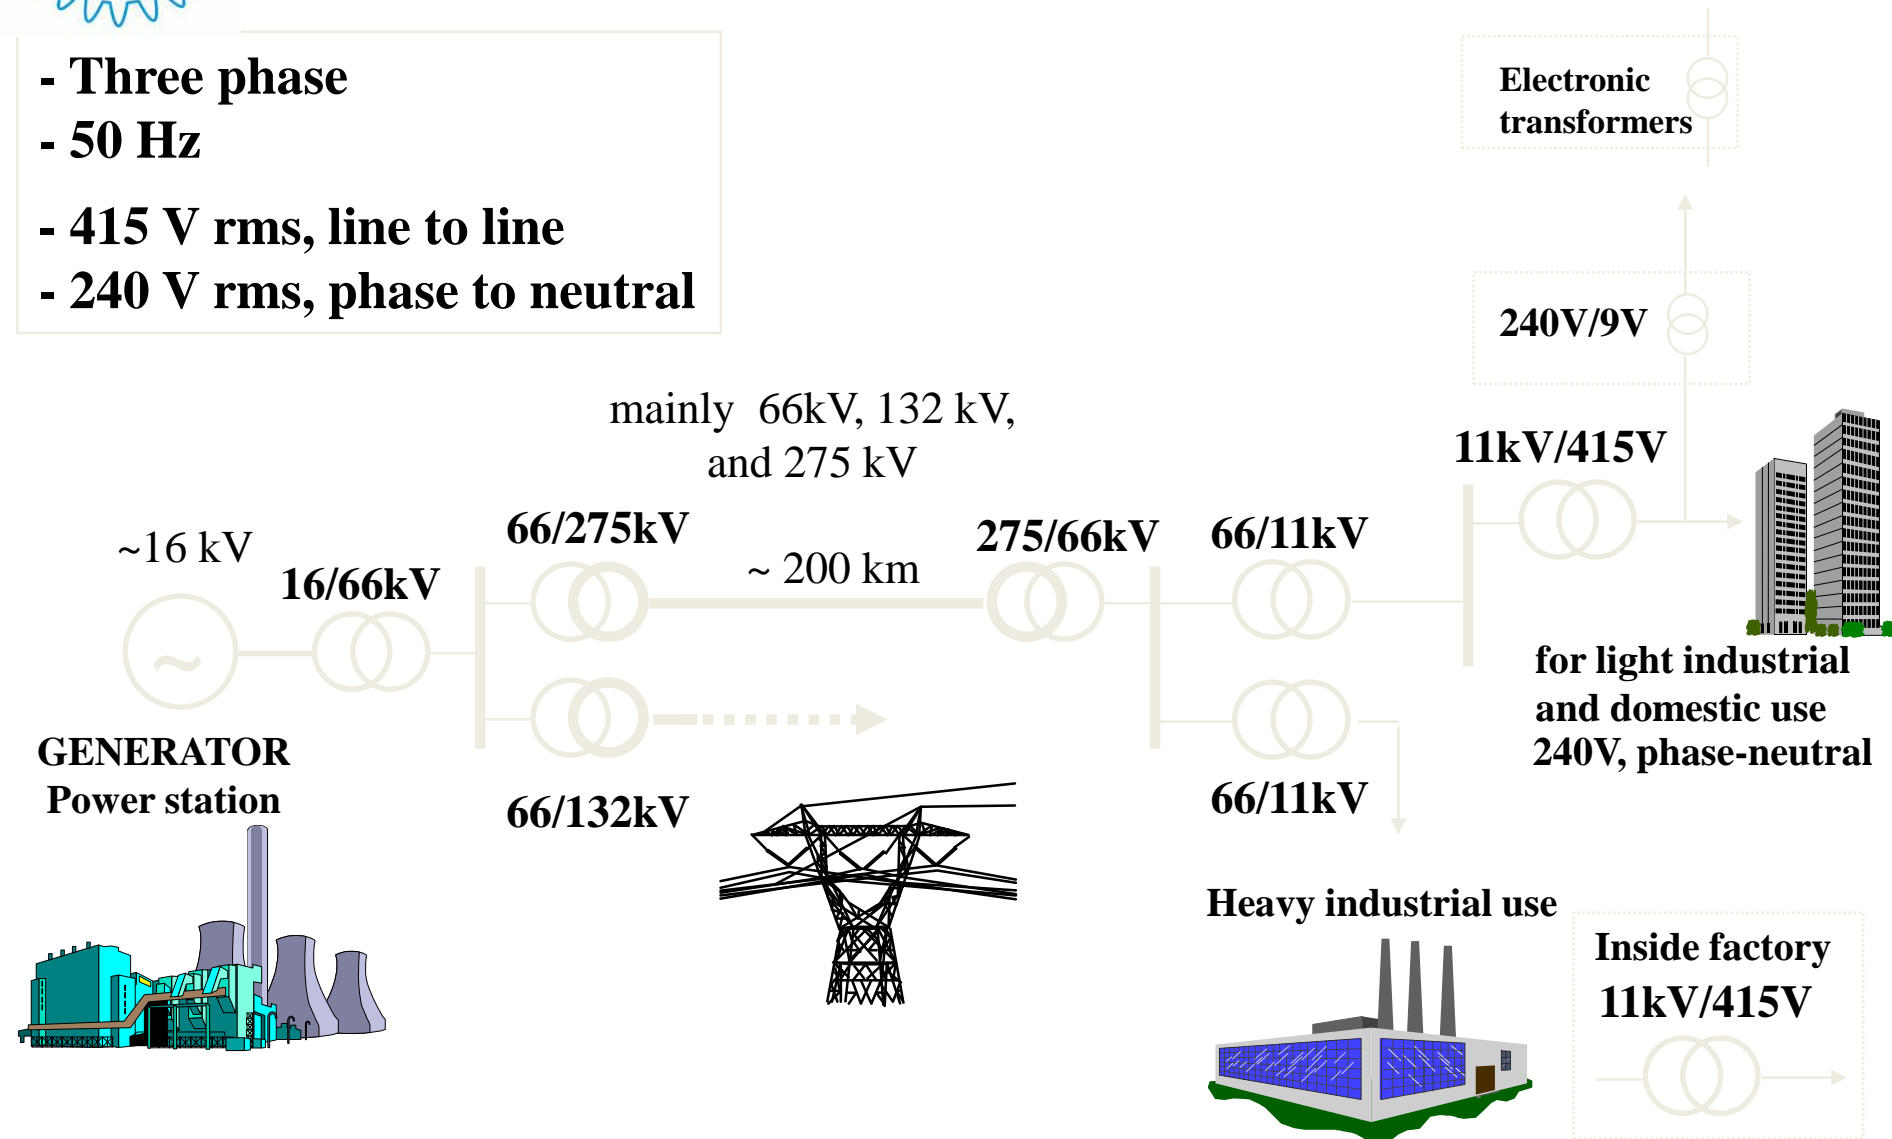 - Three phase
- 50 Hz
- 415 V rms, line to line
- 240 V rms, phase to neutral
Electronic
transformers
240V/9V
mainly 66kV, 132 kV,
and 275 kV
11kV/415V
66/275kV
275/66kV
66/11kV
~16 kV
16/66kV
~ 200 km
~
for light industrial
and domestic use
240V, phase-neutral
GENERATOR
Power station
66/132kV
66/11kV
Heavy industrial use
Inside factory
11kV/415V